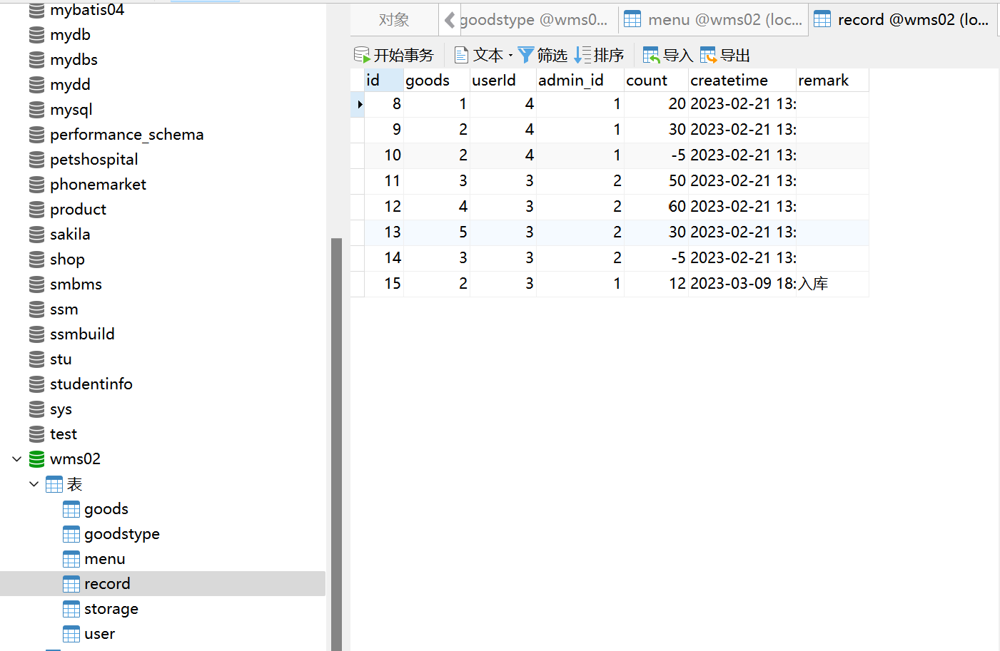 mybatis04
mydb
mydbs
mydd
mysql
performance_schema
petshospital
phonemarket
product
sakila
shop
smbms
ssm
ssmbuild
stu
studentinfo
sys
test
wms02
表
goods
goodstype
menu
record
storage
user
对象 goodstype @wms0... menu @wms02 (loc... record @wms02 (lo...
开始事务 文本 筛选 排序 导入 导出
id goods userId admin_id count createtime remark
8 1 4 1 20 2023-02-21 13:
9 2 4 1 30 2023-02-21 13:
10 2 4 1 -5 2023-02-21 13:
11 3 3 2 50 2023-02-21 13:
12 4 3 2 60 2023-02-21 13:
13 5 3 2 30 2023-02-21 13:
14 3 3 2 -5 2023-02-21 13:
15 2 3 1 12 2023-03-09 18: 入库